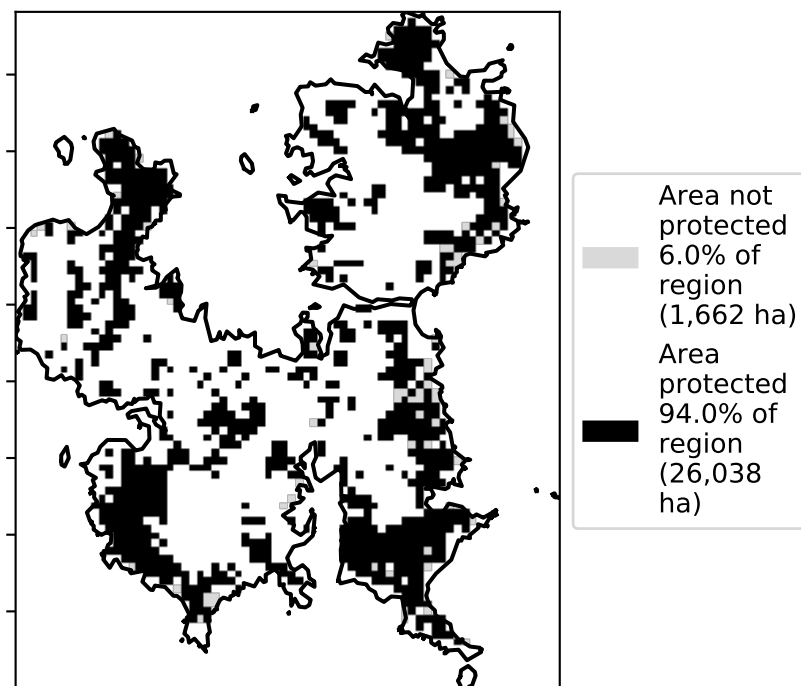 Area not
protected
6.0% of
region
(1,662 ha)
Area
protected
94.0% of
region
(26,038
ha)